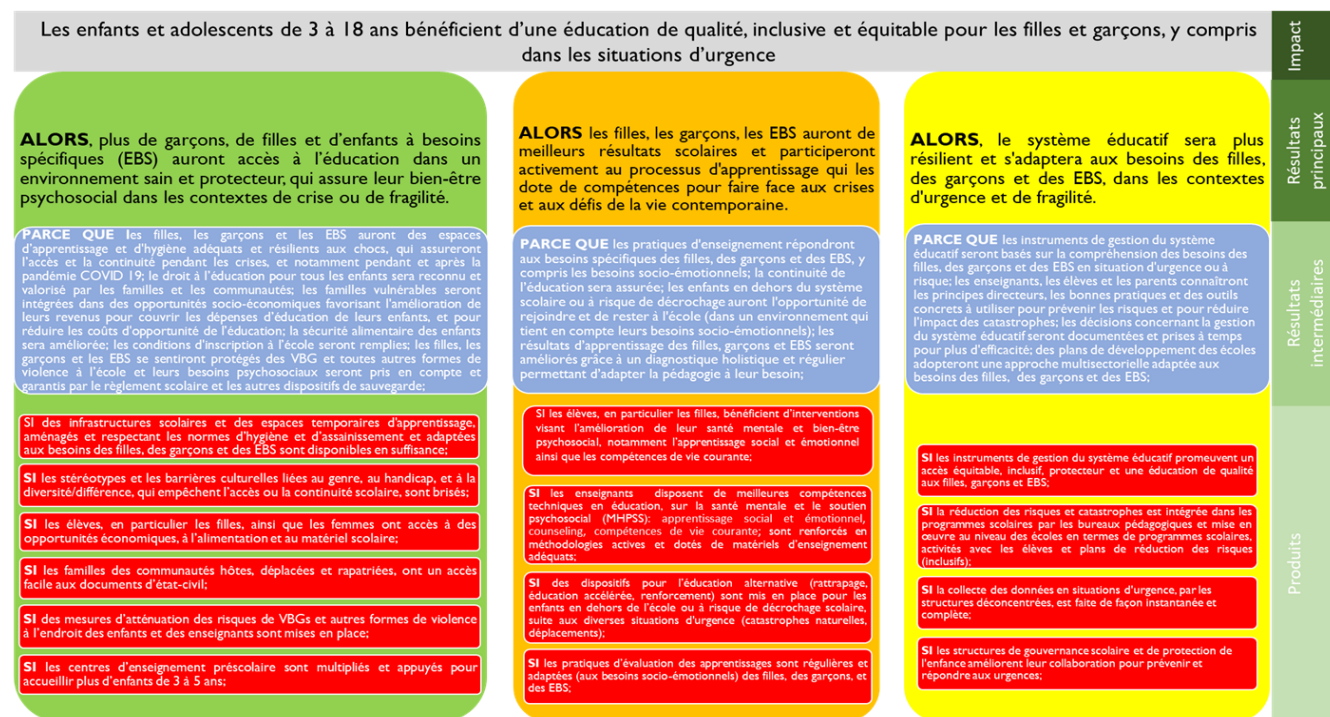 Les enfants et adolescents de 3 à 18 ans bénéficient d'une éducation de qualité, inclusive et équitable pour les filles et garçons, y compris
dans les situations d'urgence
Impact
ALORS, plus de garçons, de filles et d'enfants à besoins
spécifiques (EBS) auront accès à l'éducation dans un
environnement sain et protecteur, qui assure leur bien-être
psychosocial dans les contextes de crise ou de fragilité.
ALORS les filles, les garçons, les EBS auront de
meilleurs résultats scolaires et participeront
activement au processus d'apprentissage qui les
dote de compétences pour faire face aux crises
et aux défis de la vie contemporaine.
ALORS, le système éducatif sera plus
résilient et s'adaptera aux besoins des filles,
des garçons et des EBS, dans les contextes
d'urgence et de fragilité.
Résultats
principaux
PARCE QUE les filles, les garçons et les EBS auront des espaces
d'apprentissage et d'hygiène adéquats et résilients aux chocs, qui assureront
l'accès et la continuité pendant les crises, et notamment pendant et après la
pandémie COVID 19; le droit à l'éducation pour tous les enfants sera reconnu et
valorisé par les familles et les communautés; les familles vulnérables seront
intégrées dans des opportunités socio-économiques favorisant l'amélioration de
leurs revenus pour couvrir les dépenses d'éducation de leurs enfants, et pour
réduire les coûts d'opportunité de l'éducation; la sécurité alimentaire des enfants
sera améliorée; les conditions d'inscription à l'école seront remplies; les filles, les
garçons et les EBS se sentiront protégés des VBG et toutes autres formes de
violence à l'école et leurs besoins psychosociaux seront pris en compte et
garantis par le règlement scolaire et les autres dispositifs de sauvegarde;
PARCE QUE les pratiques d'enseignement répondront
aux besoins spécifiques des filles, des garçons et des EBS, y
compris les besoins socio-émotionnels; la continuité de
l'éducation sera assurée; les enfants en dehors du système
scolaire ou à risque de décrochage auront l'opportunité de
rejoindre et de rester à l'école (dans un environnement qui
tient en compte leurs besoins socio-émotionnels); les
résultats d'apprentissage des filles, garçons et EBS seront
améliorés grâce à un diagnostique holistique et régulier
permettant d'adapter la pédagogie à leur besoin;
PARCE QUE les instruments de gestion du système
éducatif seront basés sur la compréhension des besoins des
filles, des garçons et des EBS en situation d'urgence ou à
risque; les enseignants, les élèves et les parents connaîtront
les principes directeurs, les bonnes pratiques et des outils
concrets à utiliser pour prévenir les risques et pour réduire
l'impact des catastrophes; les décisions concernant la gestion
du système éducatif seront documentées et prises à temps
pour plus d'efficacité; des plans de développement des écoles
adopteront une approche multisectorielle adaptée aux
besoins des filles, des garçons et des EBS;
Résultats
intermédiaires
SI des infrastructures scolaires et des espaces temporaires d'apprentissage,
aménagés et respectant les normes d'hygiène et d'assainissement et adaptées
aux besoins des filles, des garçons et des EBS sont disponibles en suffisance;
SI les stéréotypes et les barrières culturelles liées au genre, au handicap, et à la
diversité/différence, qui empêchent l'accès ou la continuité scolaire, sont brisés;
SI les élèves, en particulier les filles, ainsi que les femmes ont accès à des
opportunités économiques, à l'alimentation et au matériel scolaire;
SI les familles des communautés hôtes, déplacées et rapatriées, ont un accès
facile aux documents d'état-civil;
SI des mesures d'atténuation des risques de VBGs et autres formes de violence
à l'endroit des enfants et des enseignants sont mises en place;
SI les centres d'enseignement préscolaire sont multipliés et appuyés pour
accueillir plus d'enfants de 3 à 5 ans;
SI les élèves, en particulier les filles, bénéficient d'interventions
visant l'amélioration de leur santé mentale et bien-être
psychosocial, notamment l'apprentissage social et émotionnel
ainsi que les compétences de vie courante;
SI les enseignants disposent de meilleures compétences
techniques en éducation, sur la santé mentale et le soutien
psychosocial (MHPSS): apprentissage social et émotionnel,
counseling, compétences de vie courante; sont renforcés en
méthodologies actives et dotés de matériels d'enseignement
adéquats;
SI des dispositifs pour l'éducation alternative (rattrapage,
éducation accélérée, renforcement) sont mis en place pour les
enfants en dehors de l'école ou à risque de décrochage scolaire,
suite aux diverses situations d'urgence (catastrophes naturelles,
déplacements);
SI les pratiques d'évaluation des apprentissages sont régulières et
adaptées (aux besoins socio-émotionnels) des filles, des garçons, et
des EBS;
SI les instruments de gestion du système éducatif promeuvent un
accès équitable, inclusif, protecteur et une éducation de qualité
aux filles, garçons et EBS;
SI la réduction des risques et catastrophes est intégrée dans les
programmes scolaires par les bureaux pédagogiques et mise en
œuvre au niveau des écoles en termes de programmes scolaires,
activités avec les élèves et plans de réduction des risques
(inclusifs);
SI la collecte des données en situations d'urgence, par les
structures déconcentrées, est faite de façon instantanée et
complète;
SI les structures de gouvernance scolaire et de protection de
l'enfance améliorent leur collaboration pour prévenir et
répondre aux urgences;
Produits